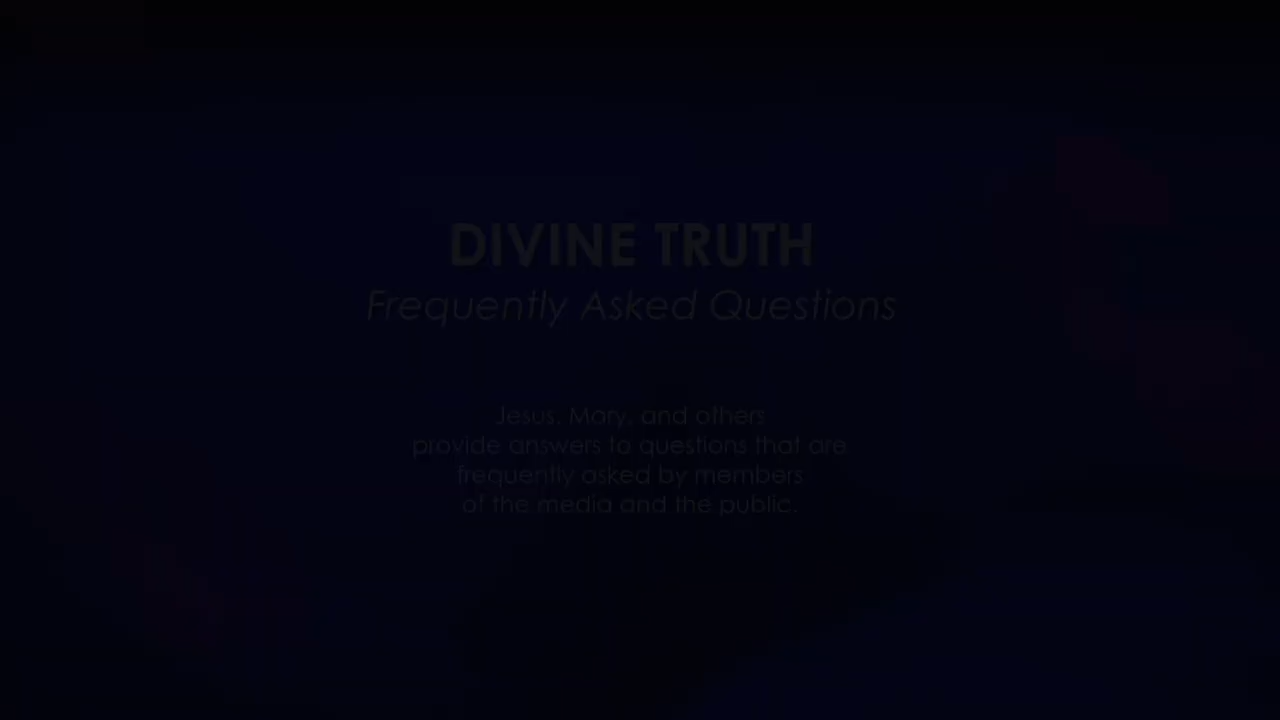 DIVINE TRUTH
Frequently Asked Questions
Jesus, Mary, and others
provide answers to questions that are
frequently asked by members
of the media and the public.